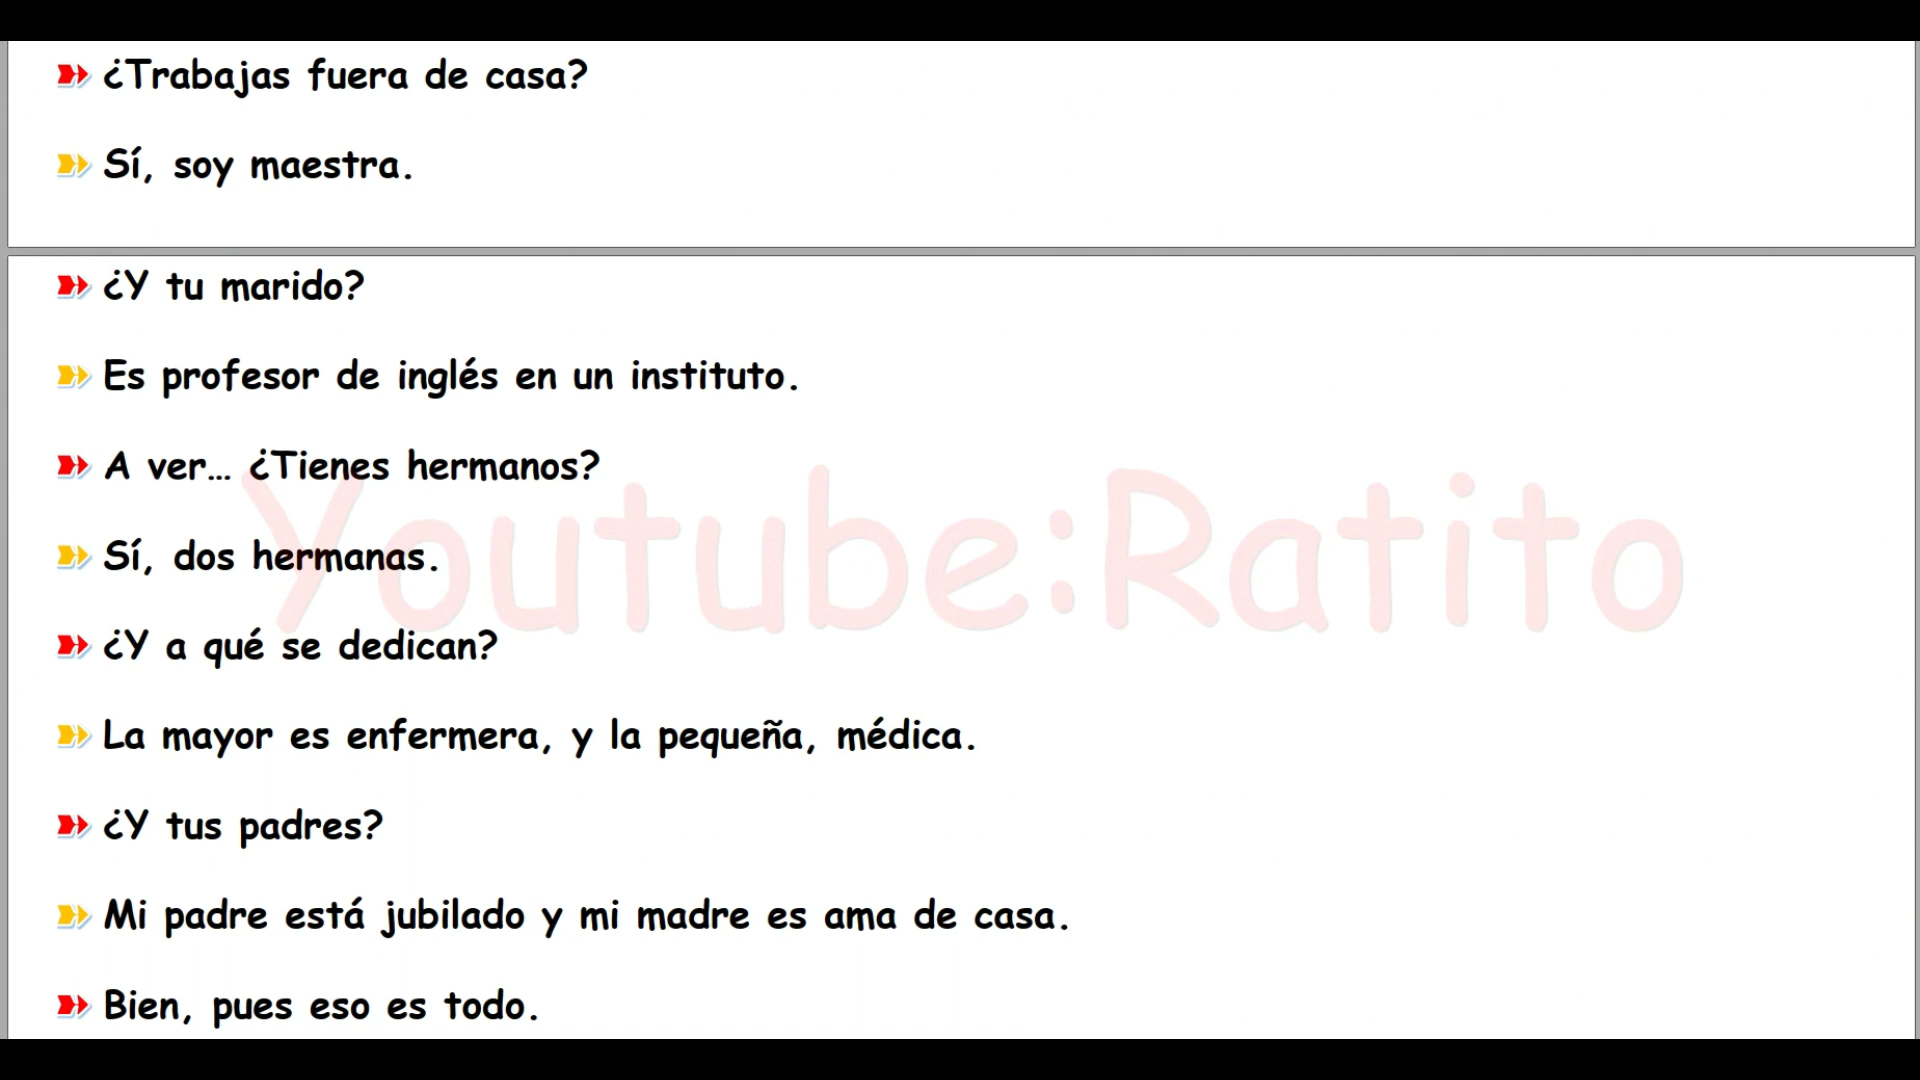 ¿Trabajas fuera de casa?
Sí, soy maestra.
¿Y tu marido?
Es profesor de inglés en un instituto.
A ver... ¿Tienes hermanos?
Sí, dos hermanas.
Youtube:Ratito
¿Y a qué se dedican?
La mayor es enfermera, y la pequeña, médica.
¿Y tus padres?
Mi padre está jubilado y mi madre es ama de casa.
Bien, pues eso es todo.